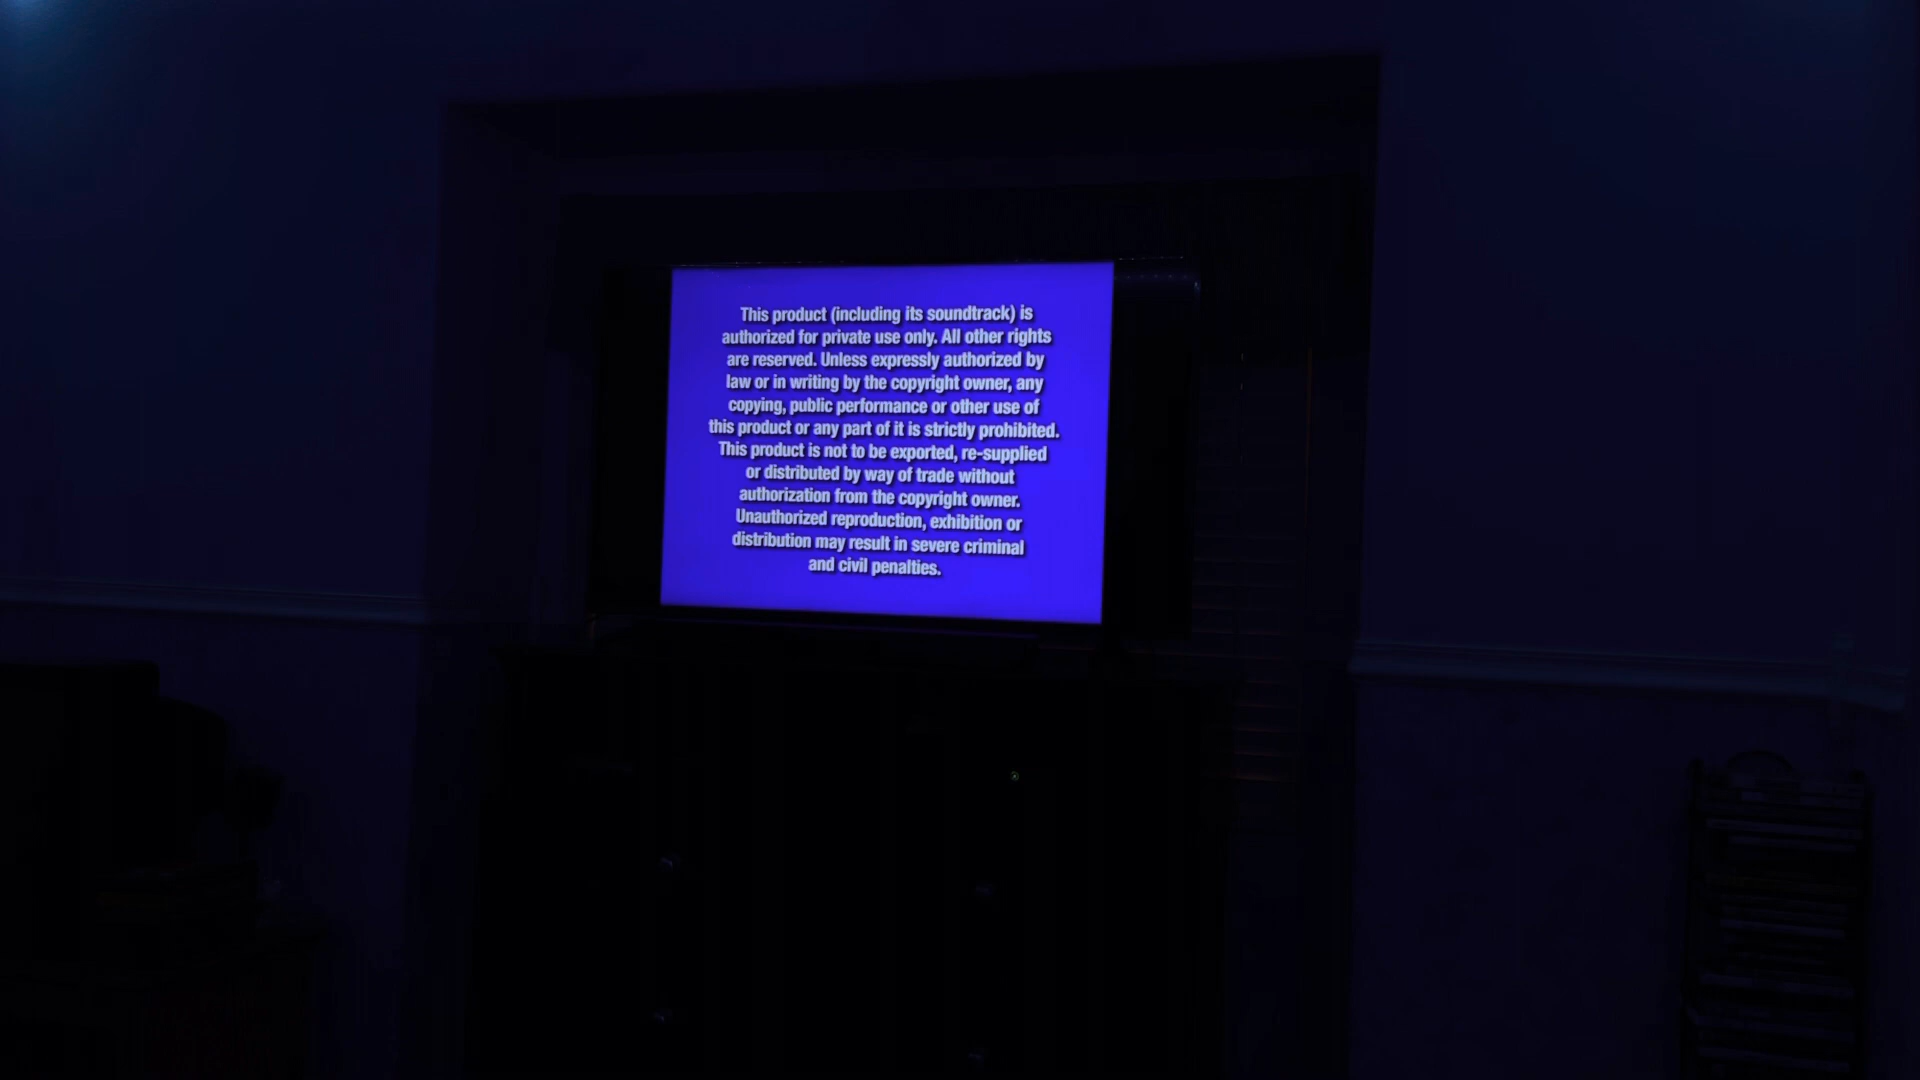 This product (including its soundtrack) is
authorized for private use only. All other rights
are reserved. Unless expressly authorized by
law or in writing by the copyright owner, any
copying, public performance or other use of
this product or any part of it is strictly prohibited.
This product is not to be exported, re-supplied
or distributed by way of trade without
authorization from the copyright owner.
Unauthorized reproduction, exhibition or
distribution may result in severe criminal
and civil penalties.